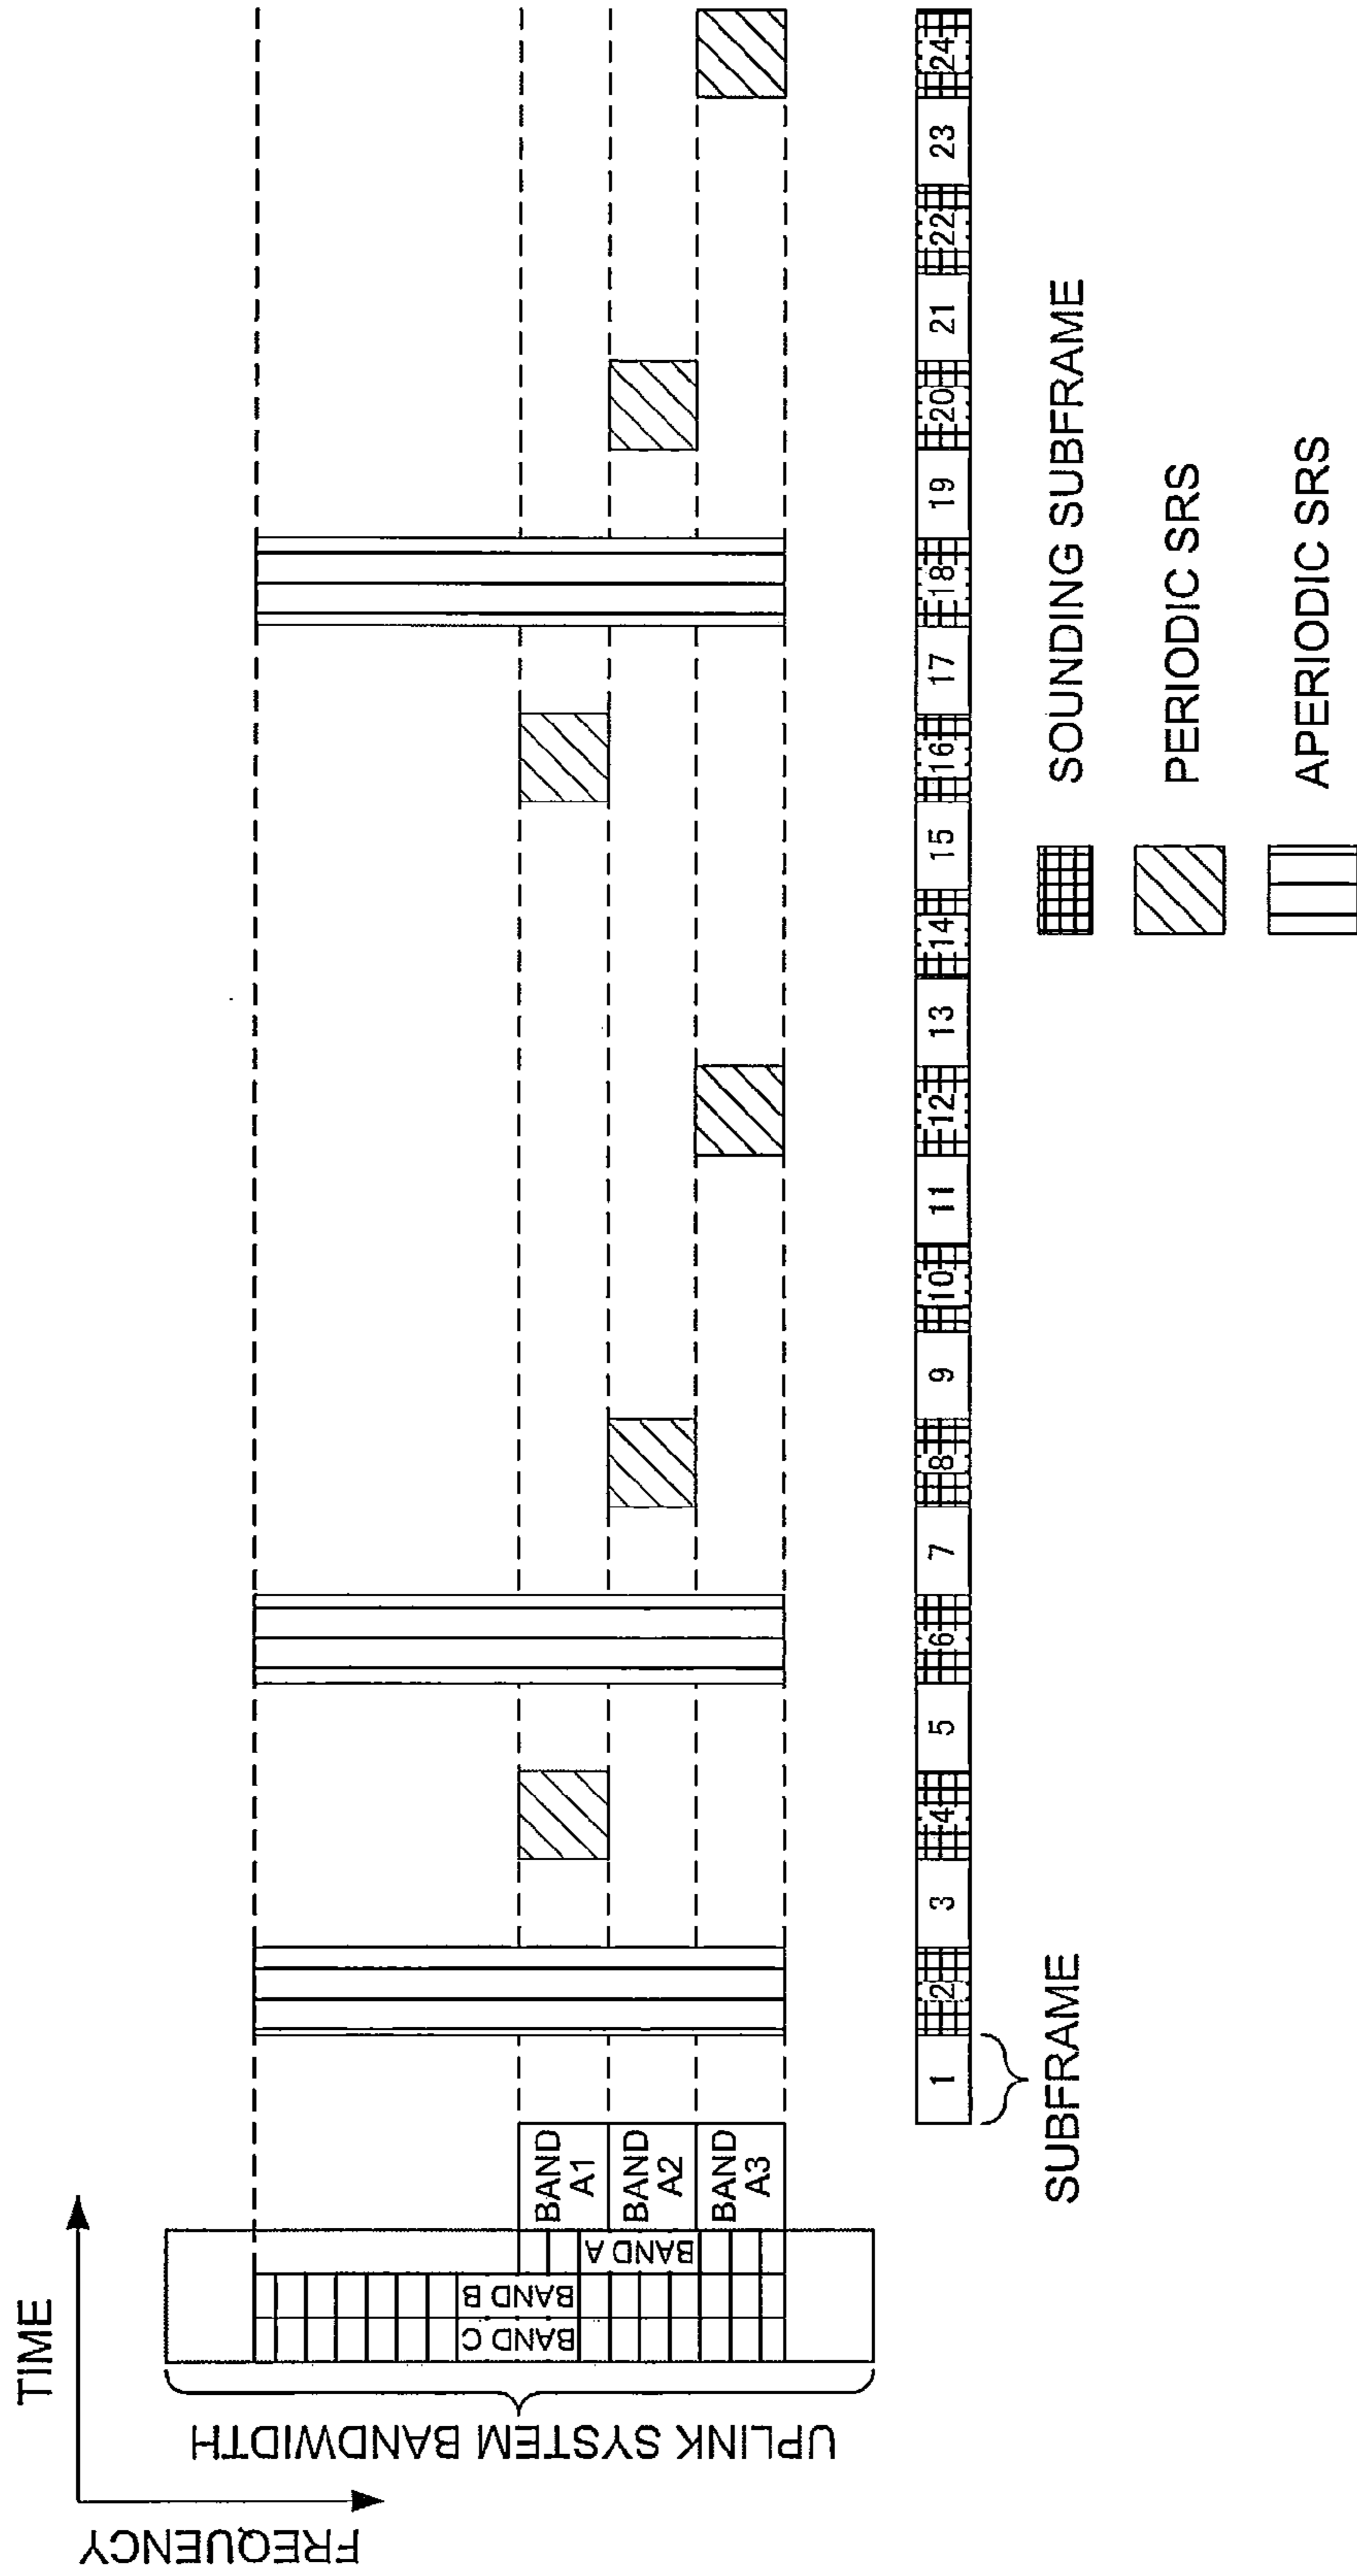 TIME
FREQUENCY
UPLINK SYSTEM BANDWIDTH
BAND C
BAND B
BAND A
BAND
A1
BAND
A2
BAND
A3
1 2 3 4 5 6 7 8 9 10 11 12 13 14 15 16 17 18 19 20 21 22 23 24
SUBFRAME
SOUNDING SUBFRAME
PERIODIC SRS
APERIODIC SRS